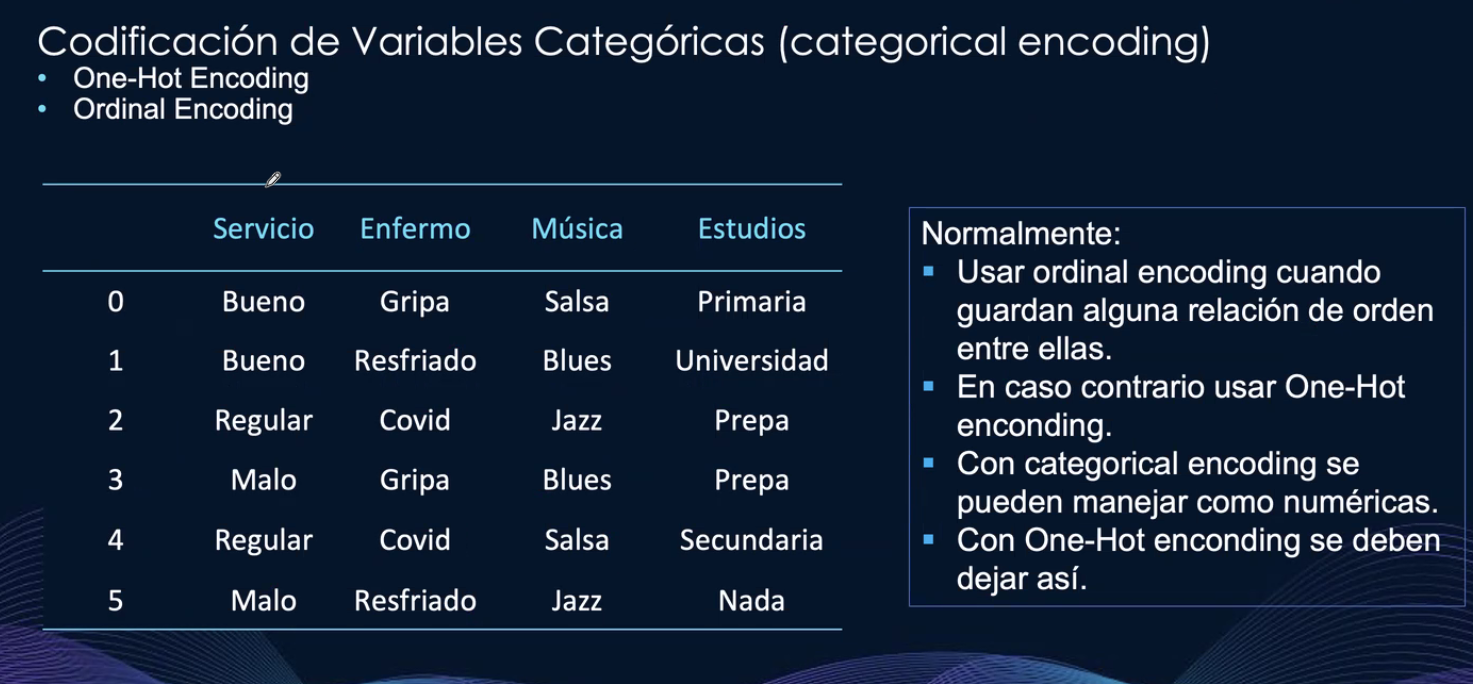 Codificación de Variables Categóricas (categorical encoding)
• One-Hot Encoding
• Ordinal Encoding
Servicio Enfermo Música Estudios
0 Bueno Gripa Salsa Primaria
1 Bueno Resfriado Blues Universidad
2 Regular Covid Jazz Prepa
3 Malo Gripa Blues Prepa
4 Regular Covid Salsa Secundaria
5 Malo Resfriado Jazz Nada
Normalmente:
▪ Usar ordinal encoding cuando
guardan alguna relación de orden
entre ellas.
▪ En caso contrario usar One-Hot
enconding.
▪ Con categorical encoding se
pueden manejar como numéricas.
▪ Con One-Hot enconding se deben
dejar así.